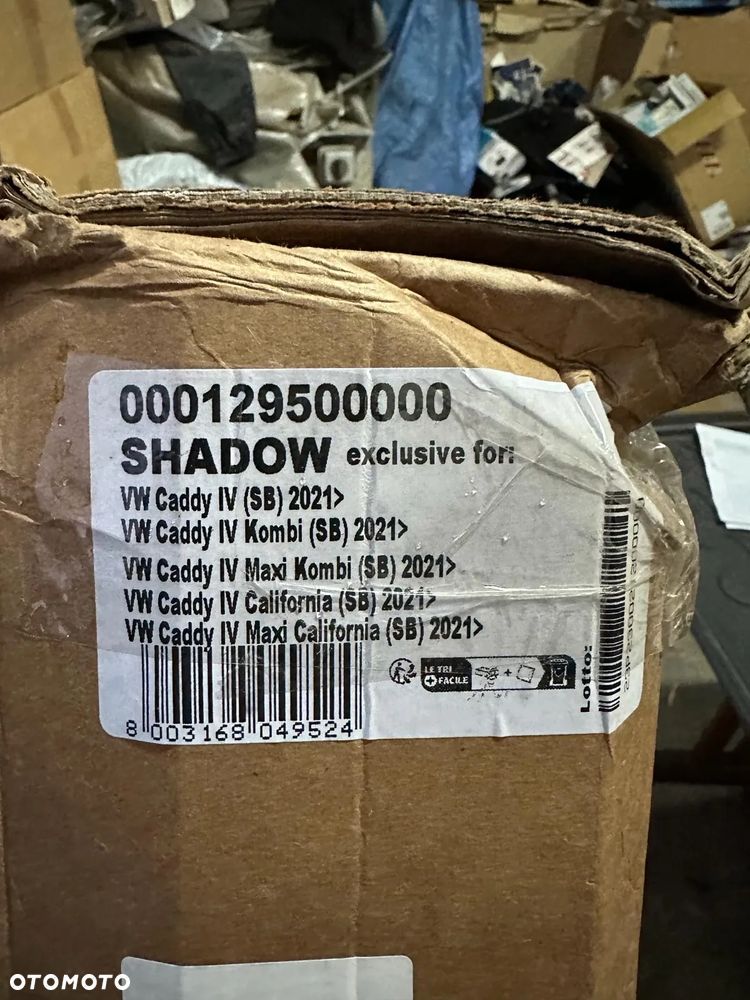 000129500000
SHADOW exclusive for:
VW Caddy IV (SB) 2021>
VW Caddy IV Kombi (SB) 2021>
VW Caddy IV Maxi Kombi (SB) 2021>
VW Caddy IV California (SB) 2021>
VW Caddy IV Maxi California (SB) 2021>
8 003168 049524
LE TRI
+ FACILE
+
Lotto:
OTOMOTO